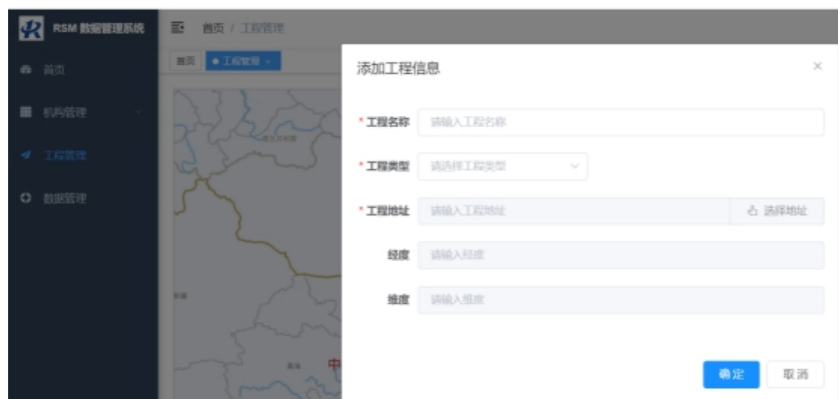 RSM 数据管理系统
首页 / 工程管理
首页
工程管理
首页
机构管理
工程管理
数据管理
添加工程信息
* 工程名称 请输入工程名称
* 工程类型 请选择工程类型
* 工程地址 请输入工程地址 选择地址
经度 请输入经度
维度 请输入维度
确定 取消
中